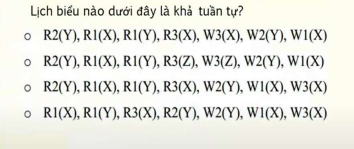 Lịch biểu nào dưới đây là khả tuần tự?
R2(Y), R1(X), R1(Y), R3(X), W3(X), W2(Y), W1(X)
R2(Y), R1(X), R1(Y), R3(Z), W3(Z), W2(Y), W1(X)
R2(Y), R1(X), R1(Y), R3(X), W2(Y), W1(X), W3(X)
R1(X), R1(Y), R3(X), R2(Y), W2(Y), W1(X), W3(X)